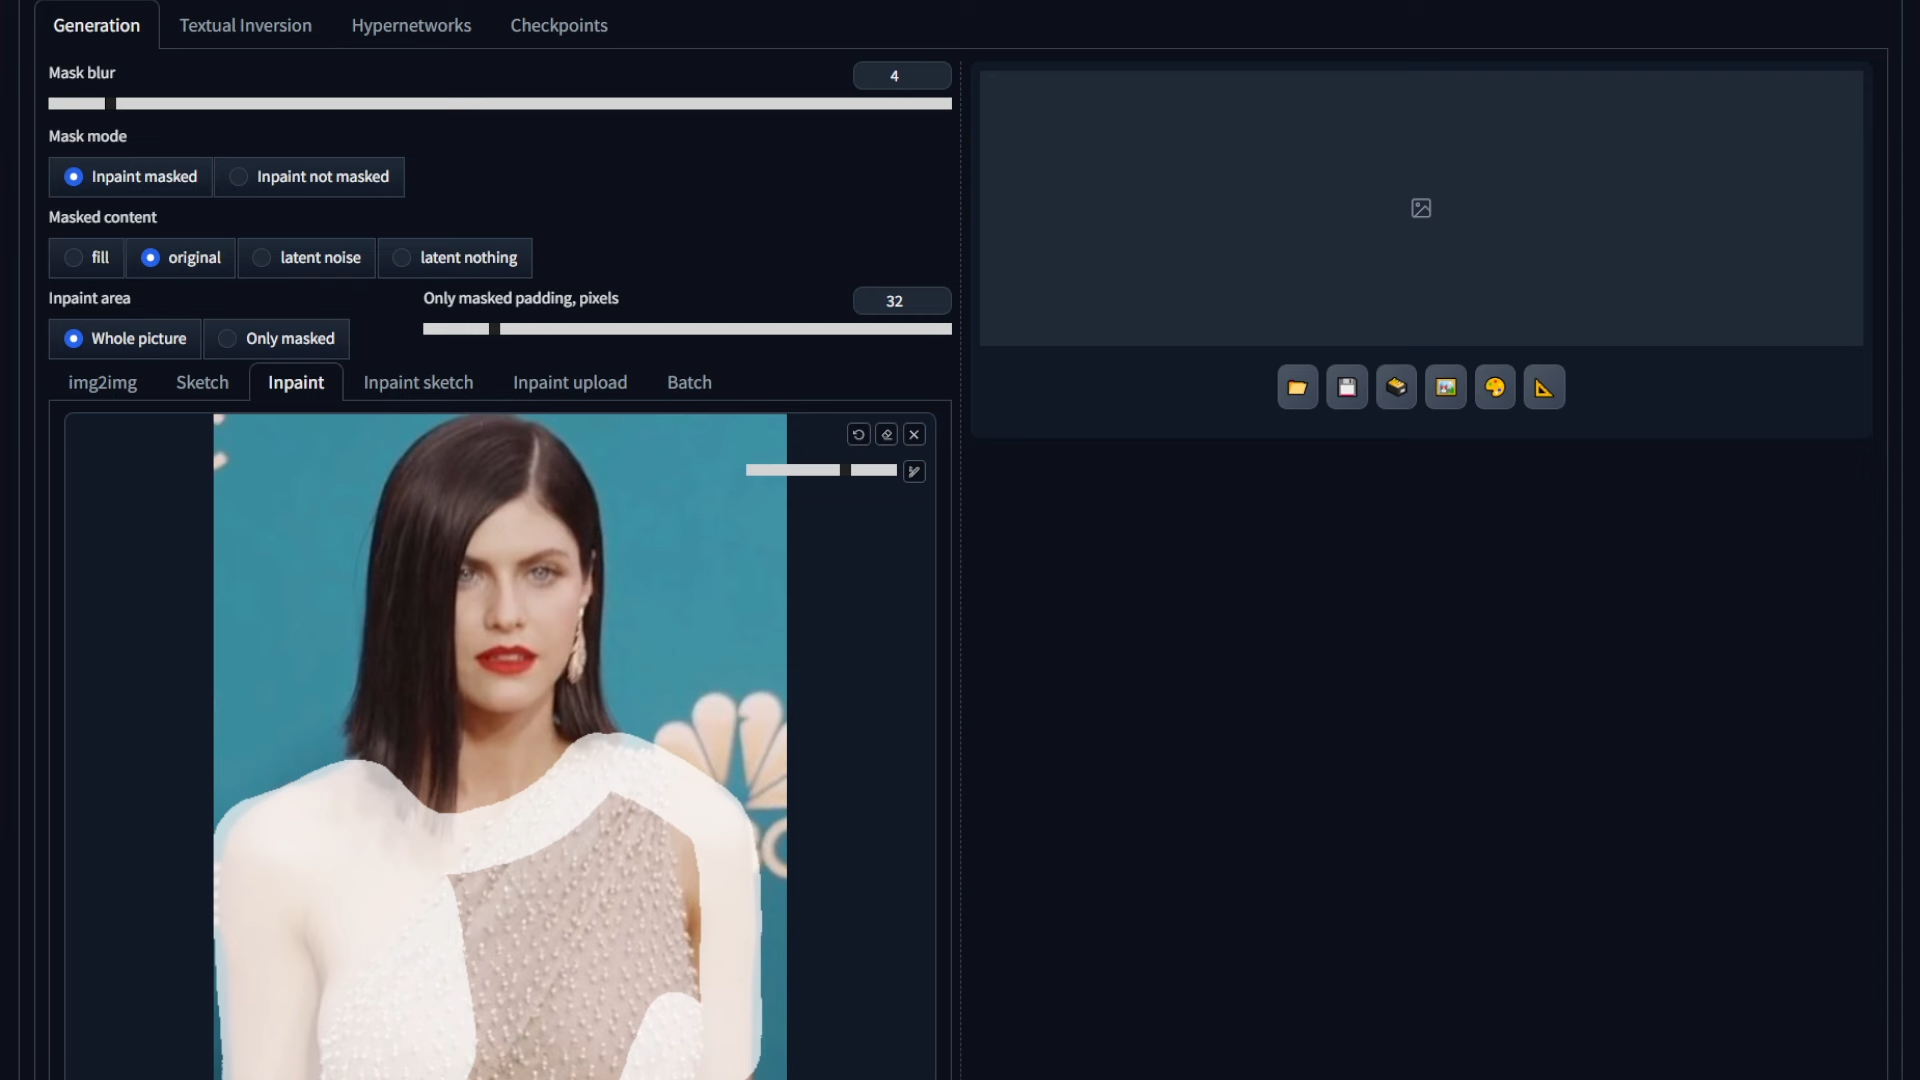 Generation Textual Inversion Hypernetworks Checkpoints
Mask blur
4
Mask mode
Inpaint masked Inpaint not masked
Masked content
fill original latent noise latent nothing
Inpaint area
Only masked padding, pixels
32
Whole picture Only masked
img2img Sketch Inpaint Inpaint sketch Inpaint upload Batch